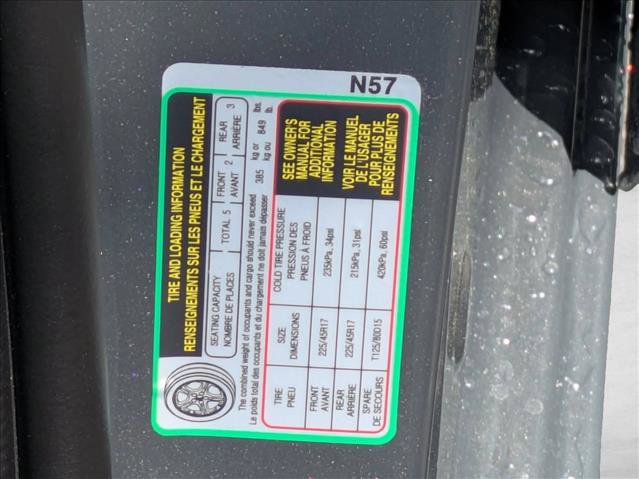 N57
TIRE AND LOADING INFORMATION
RENSEIGNEMENTS SUR LES PNEUS ET LE CHARGEMENT
SEATING CAPACITY
NOMBRE DE PLACES
TOTAL 5
FRONT 2
AVANT
REAR 3
ARRIÈRE
The combined weight of occupants and cargo should never exceed 385 kg or 849 lbs.
Le poids total des occupants et du chargement ne doit jamais dépasser kg ou lb.
TIRE SIZE COLD TIRE PRESSURE
PNEU DIMENSIONS PRESSION DES
PNEUS À FROID
SEE OWNER'S
MANUAL FOR
ADDITIONAL
INFORMATION
VOIR LE MANUEL
DE L'USAGER
POUR PLUS DE
RENSEIGNEMENTS
FRONT
AVANT
225/45R17 235kPa, 34psi
REAR
ARRIÈRE
225/45R17 215kPa, 31psi
SPARE
DE SECOURS
T125/80D15 420kPa, 60psi